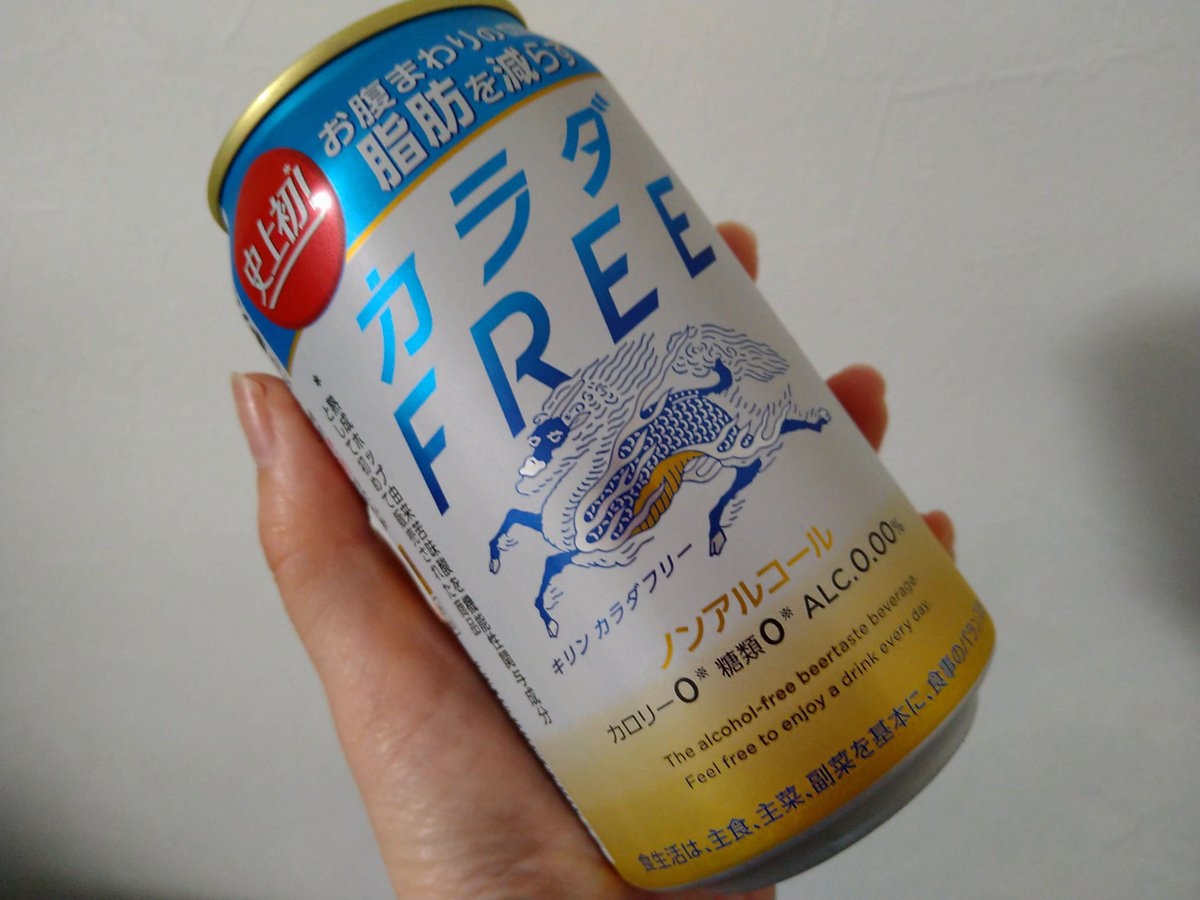 お腹まわりの
脂肪を減らす
史上初!
カラダ
FREE
キリン カラダフリー
ノンアルコール
カロリー0※ 糖類0※ ALC.0.00%
The alcohol-free beertaste beverage.
Feel free to enjoy a drink every day.
食生活は、主食、主菜、副菜を基本に、食事のバラン